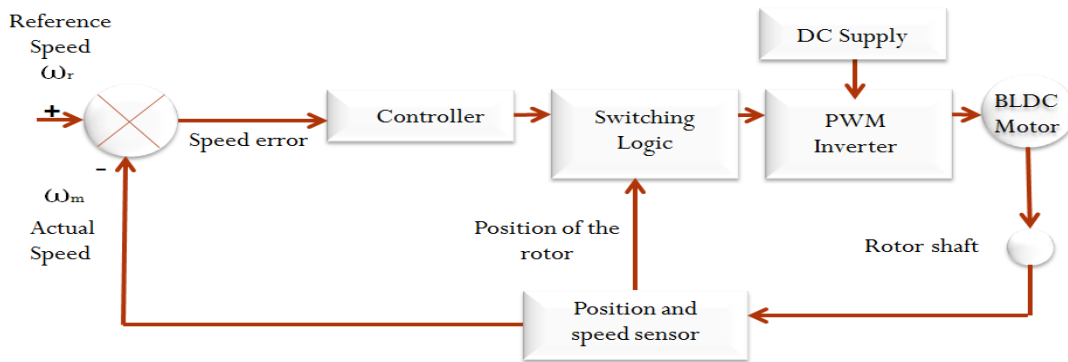 Reference
Speed
ωr
+
-
ωm
Actual
Speed
Speed error
Controller
Switching
Logic
DC Supply
PWM
Inverter
BLDC
Motor
Rotor shaft
Position of the
rotor
Position and
speed sensor